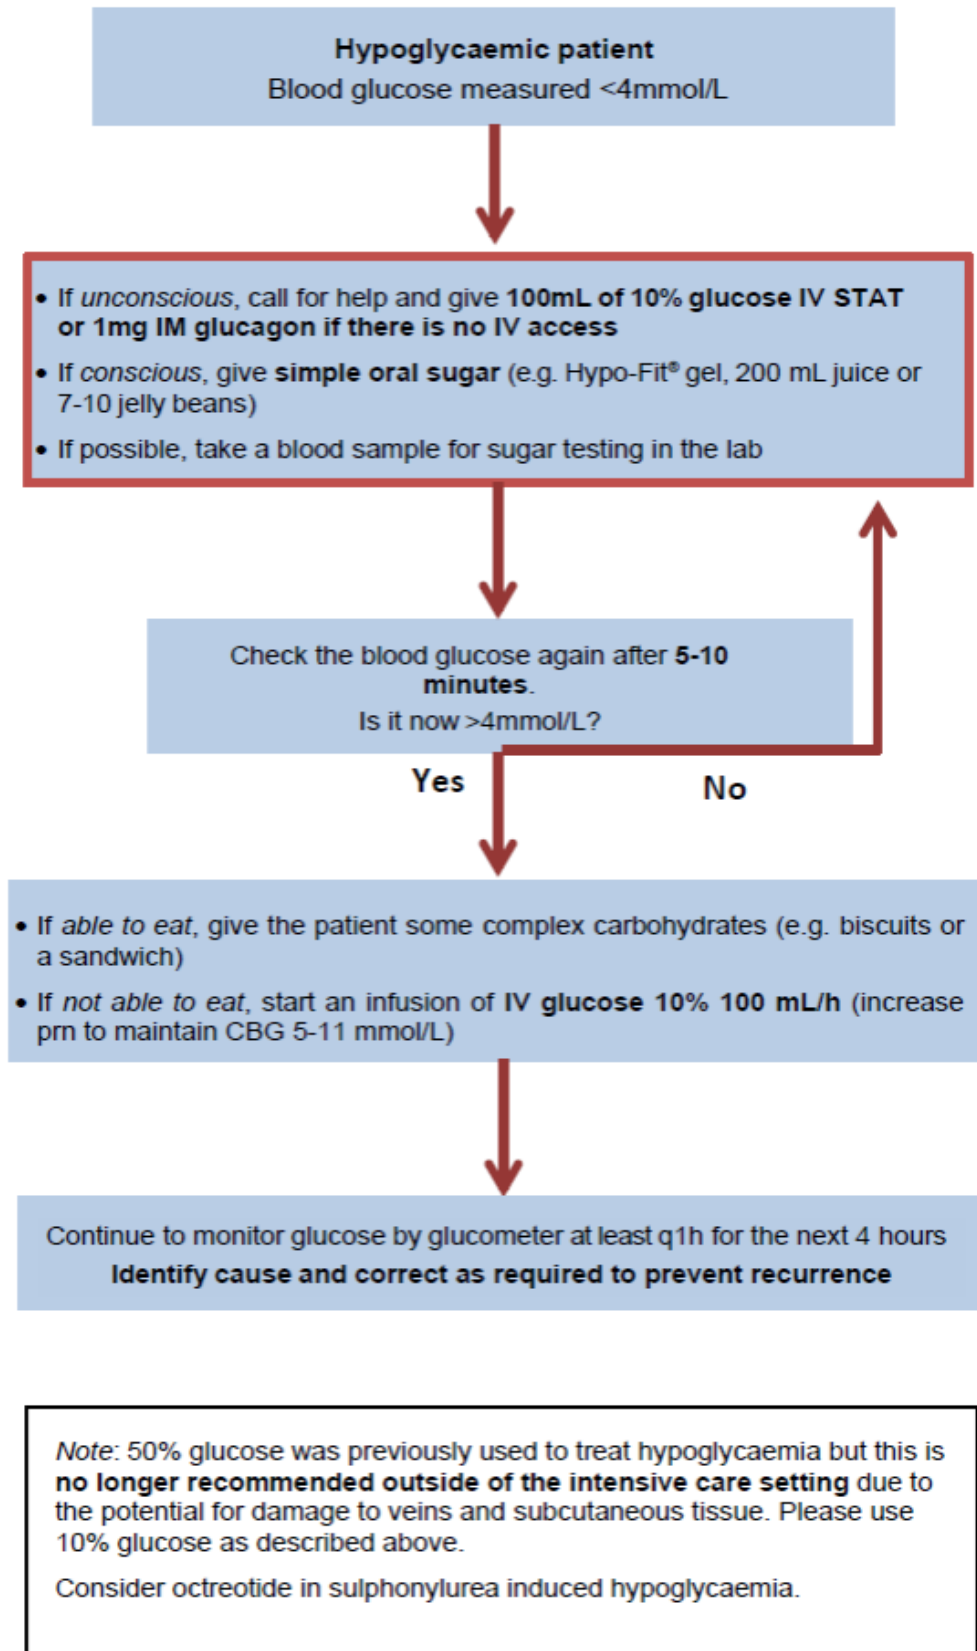 Hypoglycaemic patient
Blood glucose measured <4mmol/L
• If unconscious, call for help and give 100mL of 10% glucose IV STAT
or 1mg IM glucagon if there is no IV access
• If conscious, give simple oral sugar (e.g. Hypo-Fit® gel, 200 mL juice or
7-10 jelly beans)
• If possible, take a blood sample for sugar testing in the lab
Check the blood glucose again after 5-10
minutes.
Is it now >4mmol/L?
Yes
No
• If able to eat, give the patient some complex carbohydrates (e.g. biscuits or
a sandwich)
• If not able to eat, start an infusion of IV glucose 10% 100 mL/h (increase
prn to maintain CBG 5-11 mmol/L)
Continue to monitor glucose by glucometer at least q1h for the next 4 hours
Identify cause and correct as required to prevent recurrence
Note: 50% glucose was previously used to treat hypoglycaemia but this is
no longer recommended outside of the intensive care setting due to
the potential for damage to veins and subcutaneous tissue. Please use
10% glucose as described above.
Consider octreotide in sulphonylurea induced hypoglycaemia.